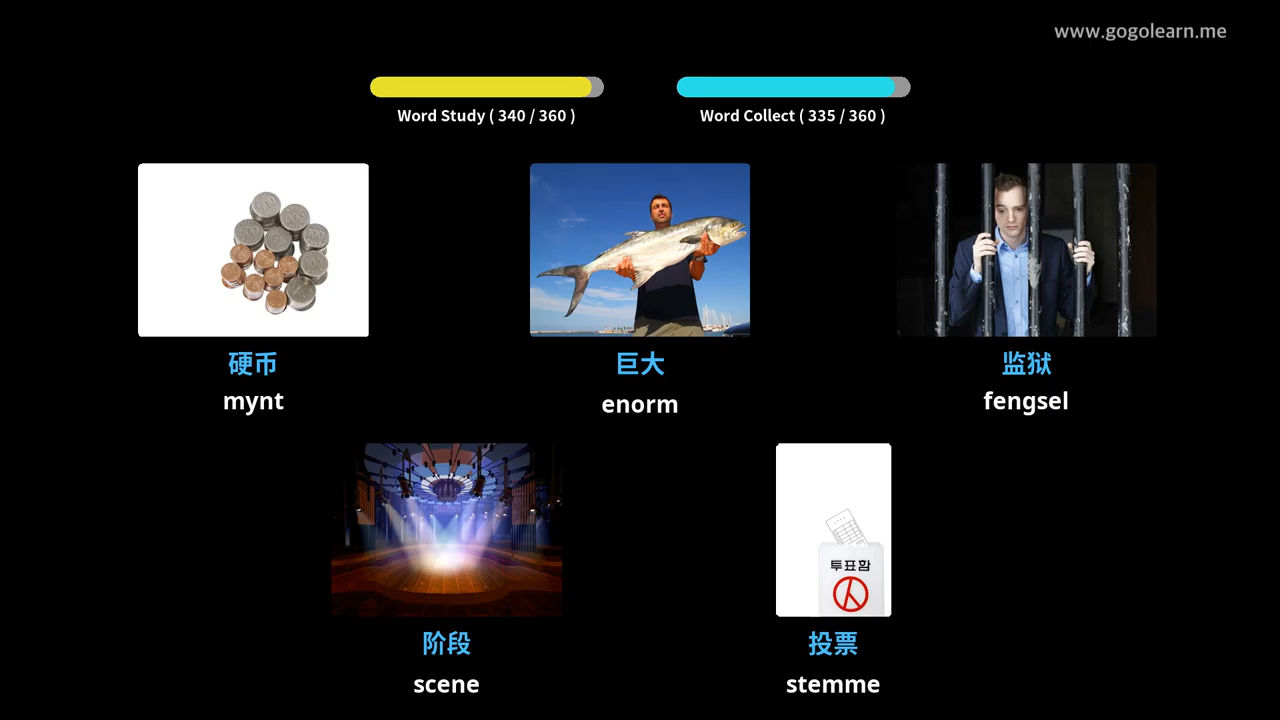 www.gogolearn.me
Word Study ( 340 / 360 )
Word Collect ( 335 / 360 )
硬币
mynt
巨大
enorm
监狱
fengsel
투표함
阶段
scene
投票
stemme